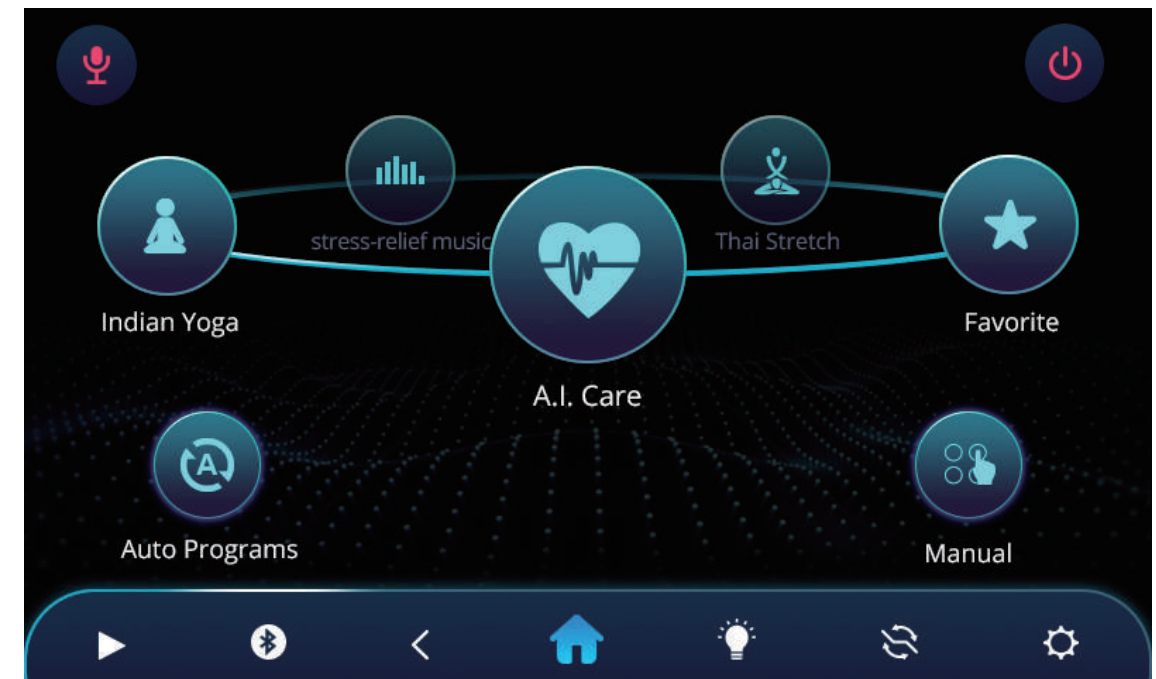 stress-relief music
Thai Stretch
Indian Yoga
Favorite
A.I. Care
A
Auto Programs
Manual